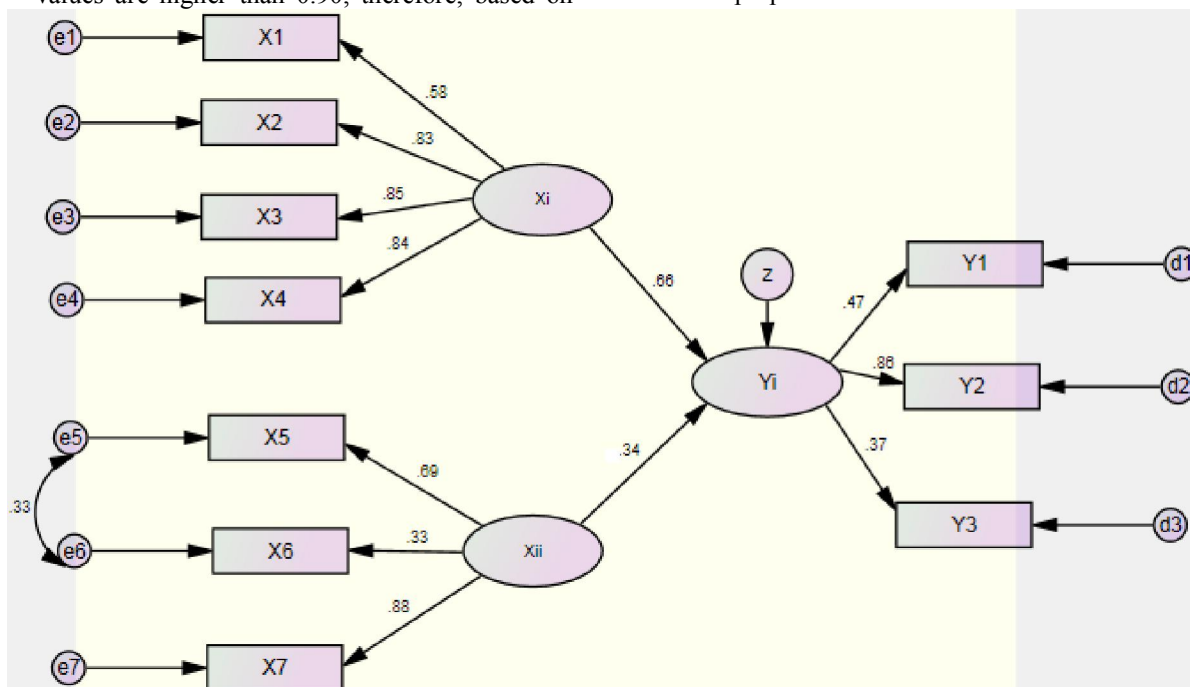 values are higher than 0.90; therefore, based on
e1 X1
.58
e2 X2
.83
e3 X3
.85
Xi
e4 X4
.84
.66
z
Y1 d1
.47
Yi
.86
Y2 d2
.37
Y3 d3
.34
e5 X5
.69
.33
e6 X6
.33
Xii
.88
e7 X7